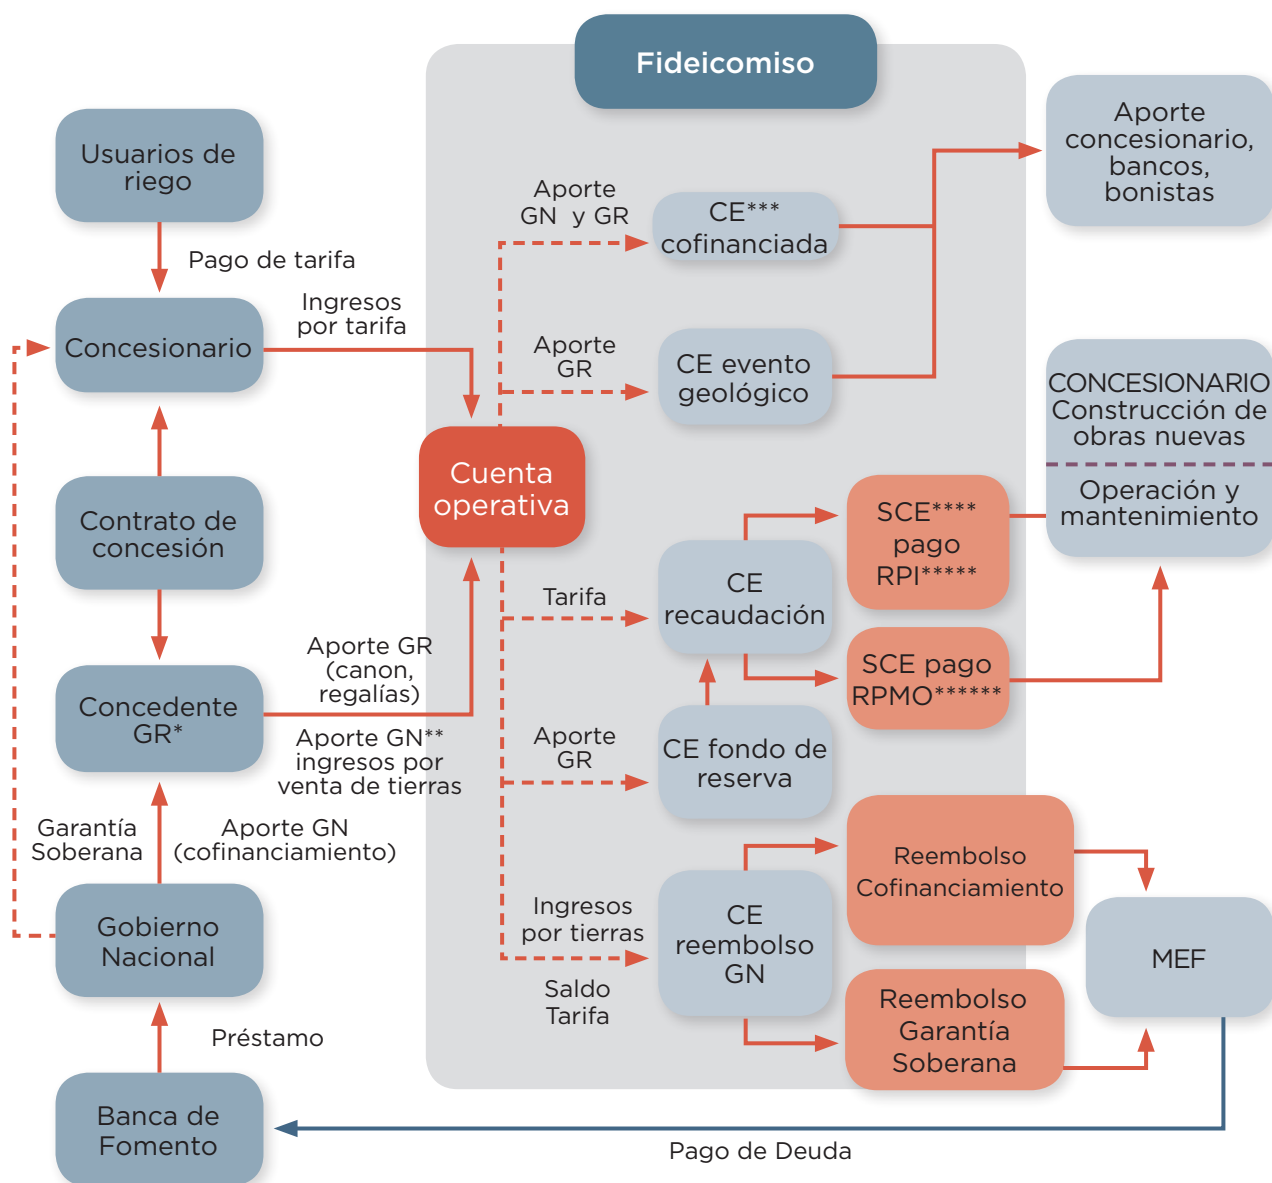 Fideicomiso
Usuarios de
riego
Pago de tarifa
Concesionario
Ingresos
por tarifa
Contrato de
concesión
Concedente
GR*
Aporte GR
(canon,
regalías)
Aporte GN**
ingresos por
venta de tierras
Garantía
Soberana
Aporte GN
(cofinanciamiento)
Gobierno
Nacional
Préstamo
Banca de
Fomento
Cuenta
operativa
Aporte
GN y GR
CE***
cofinanciada
Aporte
GR
CE evento
geológico
Tarifa
CE
recaudación
SCE****
pago
RPI*****
SCE pago
RPMO******
Aporte
GR
CE fondo de
reserva
Ingresos
por tierras
Saldo
Tarifa
CE
reembolso
GN
Reembolso
Cofinanciamiento
Reembolso
Garantía
Soberana
Aporte
concesionario,
bancos,
bonistas
CONCESIONARIO
Construcción de
obras nuevas
Operación y
mantenimiento
MEF
Pago de Deuda